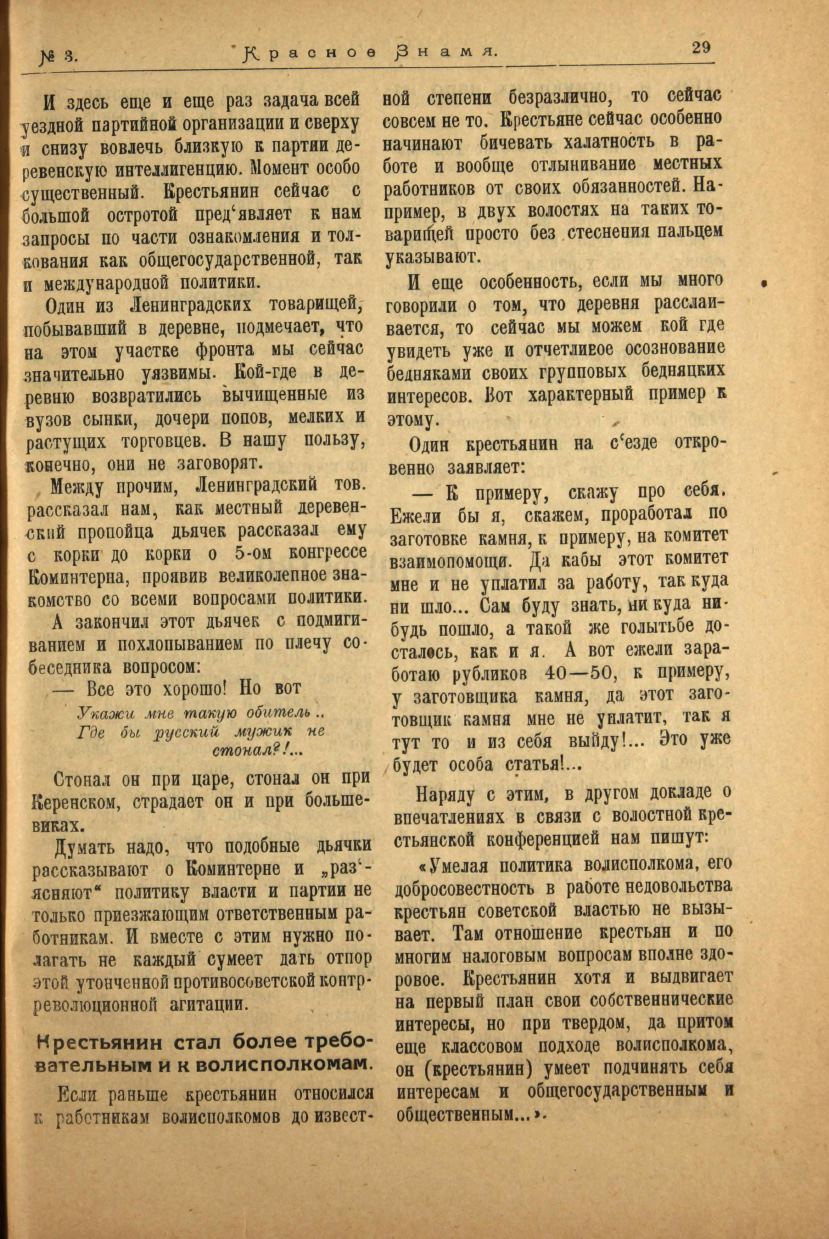 № 3.
Красное Знамя.
29
И здесь еще и еще раз задача всей
уездной партийной организации и сверху
и снизу вовлечь близкую к партии де-
ревенскую интеллигенцию. Момент особо
существенный. Крестьянин сейчас с
большой остротой пред‘являет к нам
запросы по части ознакомления и тол-
кования как общегосударственной, так
и международной политики.
Один из Ленинградских товарищей,
побывавший в деревне, подмечает, что
на этом участке фронта мы сейчас
значительно уязвимы. Кой-где в де-
ревню возвратились вычищенные из
вузов сынки, дочери попов, мелких и
растущих торговцев. В нашу пользу,
конечно, они не заговорят.
Между прочим, Ленинградский тов.
рассказал нам, как местный деревен-
ский пропойца дьячек рассказал ему
с корки до корки о 5-ом конгрессе
Коминтерна, проявив великолепное зна-
комство со всеми вопросами политики.
А закончил этот дьячек с подмиги-
ванием и похлопыванием по плечу со-
беседника вопросом:
— Все это хорошо! Но вот
Укажи мне такую обитель ..
Где бы русский мужик не
стонал?!...
Стонал он при царе, стонал он при
Керенском, страдает он и при больше-
виках.
Думать надо, что подобные дьячки
рассказывают о Коминтерне и „раз‘-
ясняют“ политику власти и партии не
только приезжающим ответственным ра-
ботникам. И вместе с этим нужно по-
лагать не каждый сумеет дать отпор
этой утонченной противосоветской контр-
революционной агитации.
Крестьянин стал более требо-
вательным и к волисполкомам.
Если раньше крестьянин относился
к работникам волисполкомов до извест-
ной степени безразлично, то сейчас
совсем не то. Крестьяне сейчас особенно
начинают бичевать халатность в ра-
боте и вообще отлынивание местных
работников от своих обязанностей. На-
пример, в двух волостях на таких то-
варищей просто без стеснения пальцем
указывают.
И еще особенность, если мы много
говорили о том, что деревня расслаи-
вается, то сейчас мы можем кой где
увидеть уже и отчетливое осознование
бедняками своих групповых бедняцких
интересов. Вот характерный пример к
этому.
Один крестьянин на с‘езде откро-
венно заявляет:
— К примеру, скажу про себя.
Ежели бы я, скажем, проработал по
заготовке камня, к примеру, на комитет
взаимопомощи. Да кабы этот комитет
мне и не уплатил за работу, так куда
ни шло... Сам буду знать, ни куда ни-
будь пошло, а такой же голытьбе до-
сталось, как и я. А вот ежели зара-
ботаю рубликов 40—50, к примеру,
у заготовщика камня, да этот заго-
товщик камня мне не уплатит, так я
тут то и из себя выйду!... Это уже
будет особа статья!...
Наряду с этим, в другом докладе о
впечатлениях в связи с волостной кре-
стьянской конференцией нам пишут:
«Умелая политика волисполкома, его
добросовестность в работе недовольства
крестьян советской властью не вызы-
вает. Там отношение крестьян и по
многим налоговым вопросам вполне здо-
ровое. Крестьянин хотя и выдвигает
на первый план свои собственнические
интересы, но при твердом, да притом
еще классовом подходе волисполкома,
он (крестьянин) умеет подчинять себя
интересам и общегосударственным и
общественным...».